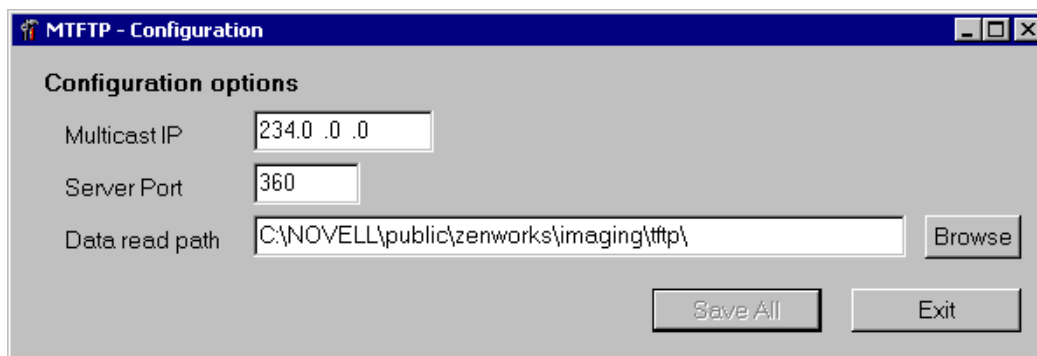 MTFTP - Configuration
Configuration options
Multicast IP 234.0 .0 .0
Server Port 360
Data read path C:\NOVELL\public\zenworks\imaging\tftp\ Browse
Save All Exit